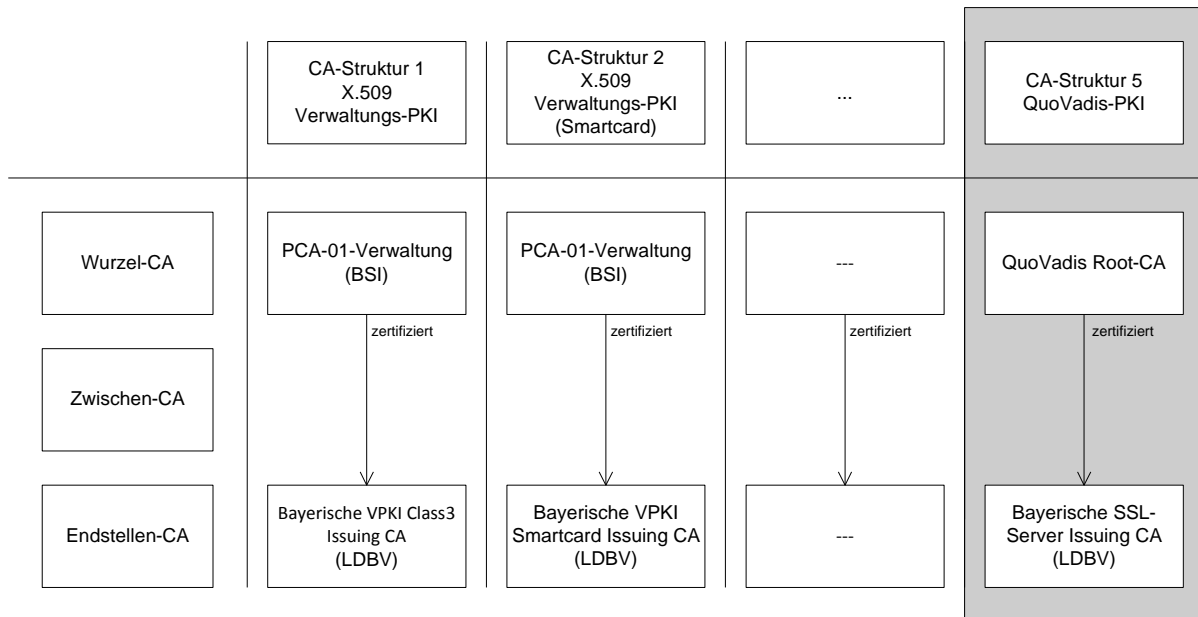 CA-Struktur 1
X.509
Verwaltungs-PKI
CA-Struktur 2
X.509
Verwaltungs-PKI
(Smartcard)
...
CA-Struktur 5
QuoVadis-PKI
Wurzel-CA
PCA-01-Verwaltung
(BSI)
PCA-01-Verwaltung
(BSI)
---
QuoVadis Root-CA
zertifiziert
zertifiziert
zertifiziert
zertifiziert
Zwischen-CA
Endstellen-CA
Bayerische VPKI Class3
Issuing CA
(LDBV)
Bayerische VPKI
Smartcard Issuing CA
(LDBV)
---
Bayerische SSL-
Server Issuing CA
(LDBV)